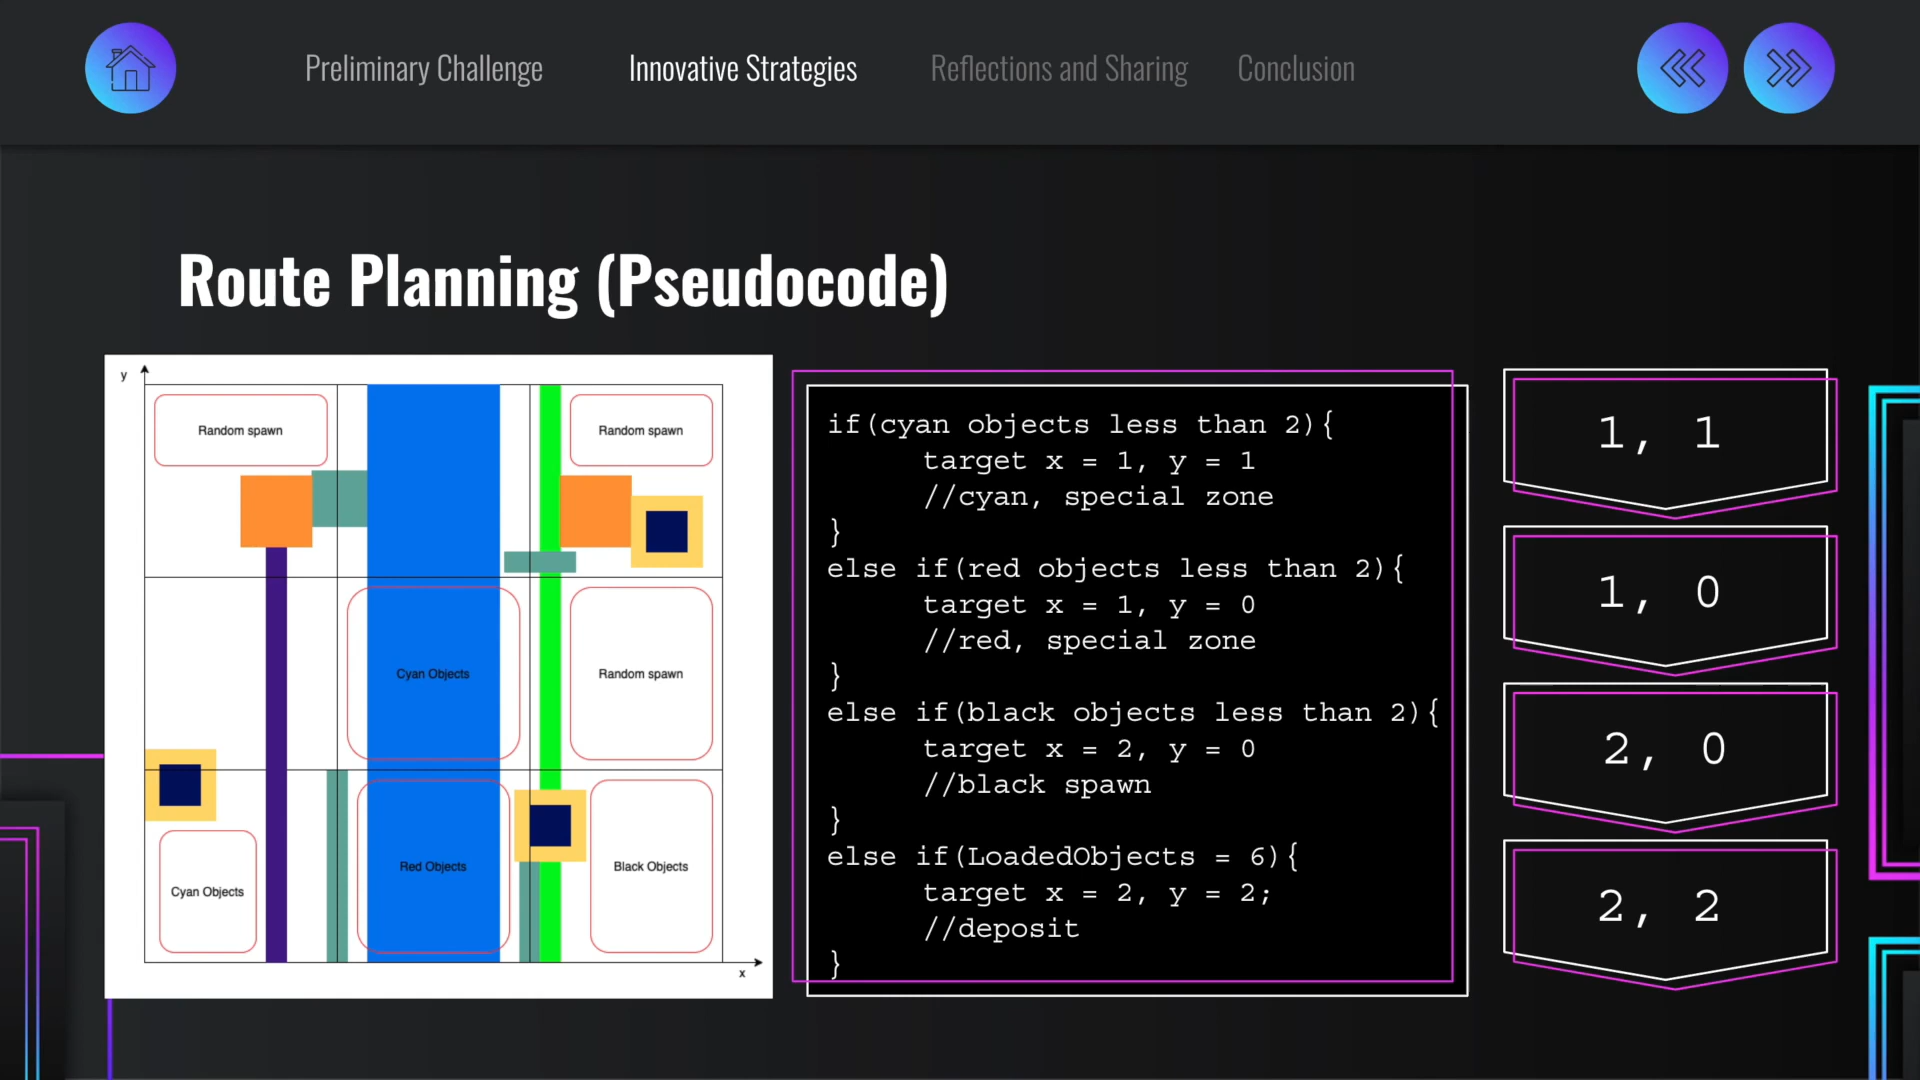 Preliminary Challenge
Innovative Strategies
Reflections and Sharing
Conclusion
Route Planning (Pseudocode)
y
Random spawn
Random spawn
Cyan Objects
Random spawn
Cyan Objects
Red Objects
Black Objects
x
if(cyan objects less than 2){
target x = 1, y = 1
//cyan, special zone
}
else if(red objects less than 2){
target x = 1, y = 0
//red, special zone
}
else if(black objects less than 2){
target x = 2, y = 0
//black spawn
}
else if(LoadedObjects = 6){
target x = 2, y = 2;
//deposit
}
1, 1
1, 0
2, 0
2, 2